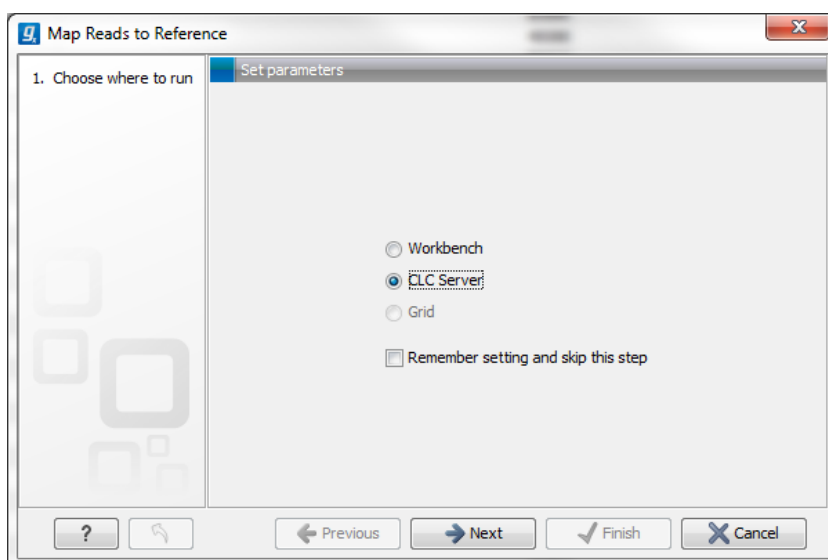 Map Reads to Reference
1. Choose where to run
Set parameters
Workbench
CLC Server
Grid
Remember setting and skip this step
?
Previous
Next
Finish
Cancel